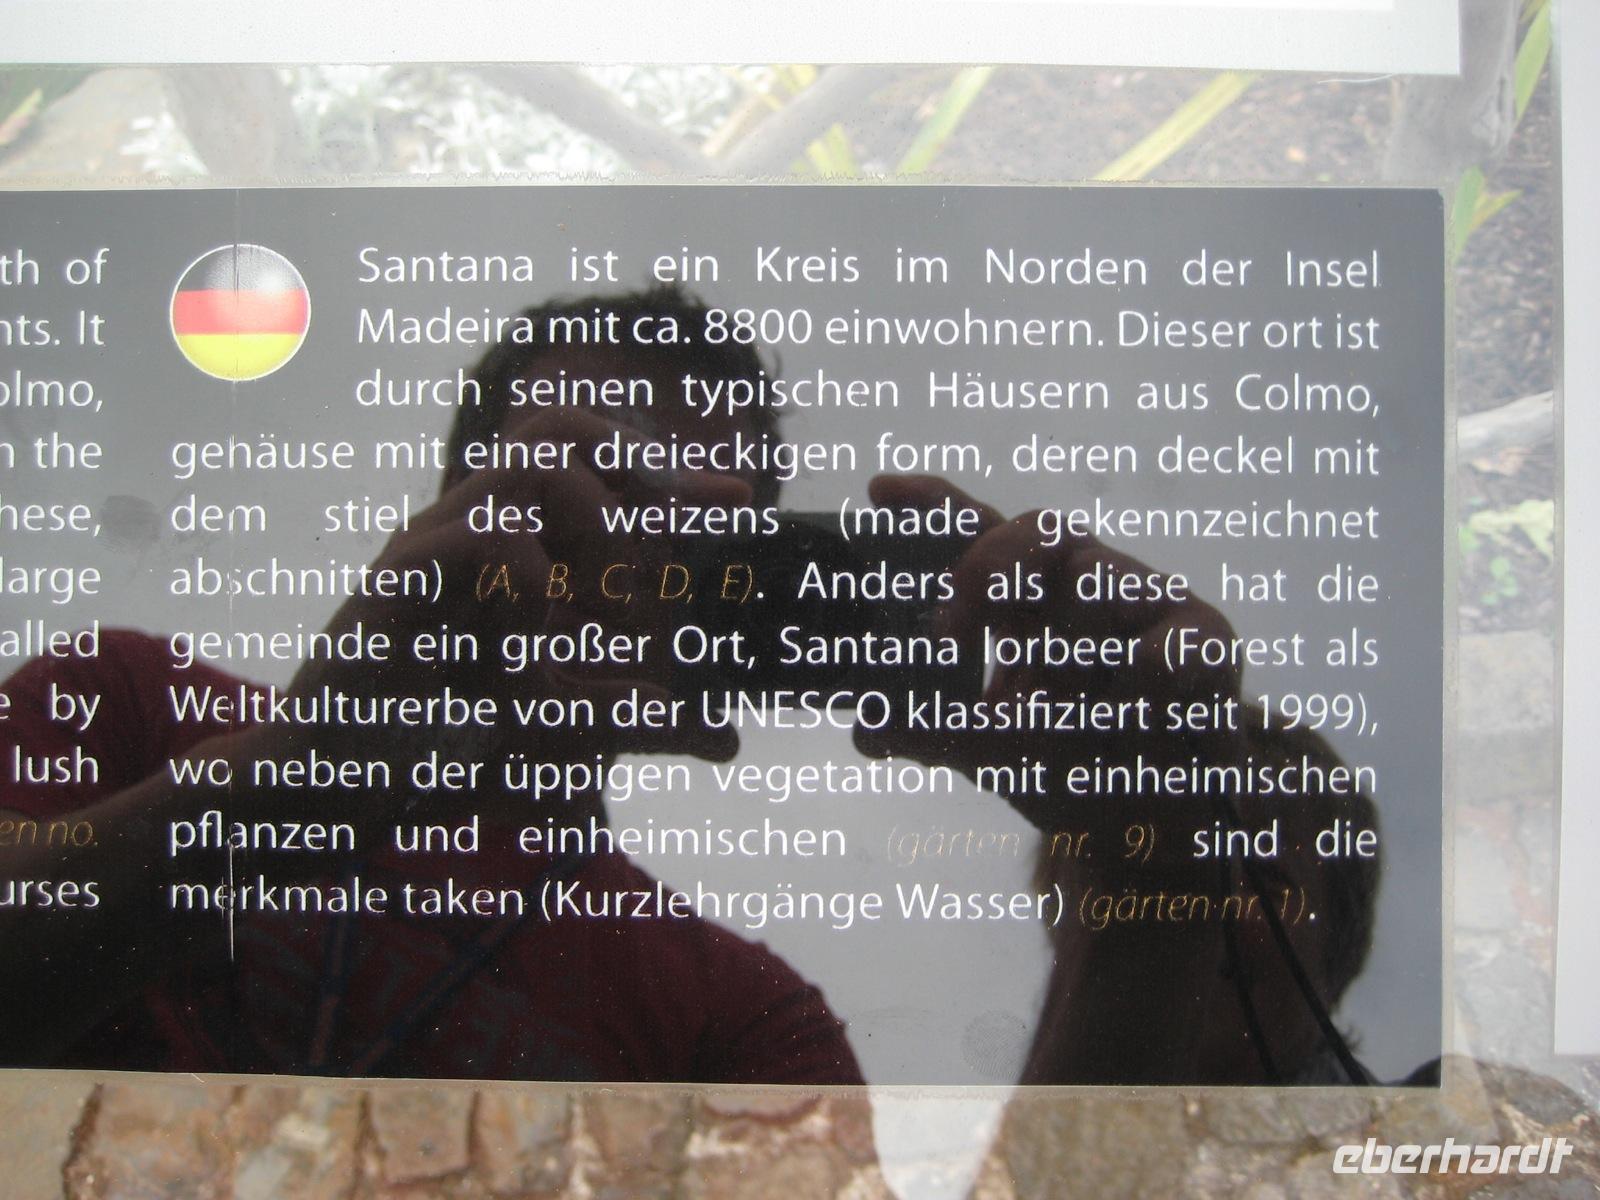 th of
nts. It
olmo,
n the
hese,
large
alled
e by
lush
en no.
urses
Santana ist ein Kreis im Norden der Insel
Madeira mit ca. 8800 einwohnern. Dieser ort ist
durch seinen typischen Häusern aus Colmo,
gehäuse mit einer dreieckigen form, deren deckel mit
dem stiel des weizens (made gekennzeichnet
abschnitten) (A, B, C, D, E). Anders als diese hat die
gemeinde ein großer Ort, Santana lorbeer (Forest als
Weltkulturerbe von der UNESCO klassifiziert seit 1999),
wo neben der üppigen vegetation mit einheimischen
pflanzen und einheimischen (gärten nr. 9) sind die
merkmale taken (Kurzlehrgänge Wasser) (gärten nr. 1).
eberhardt